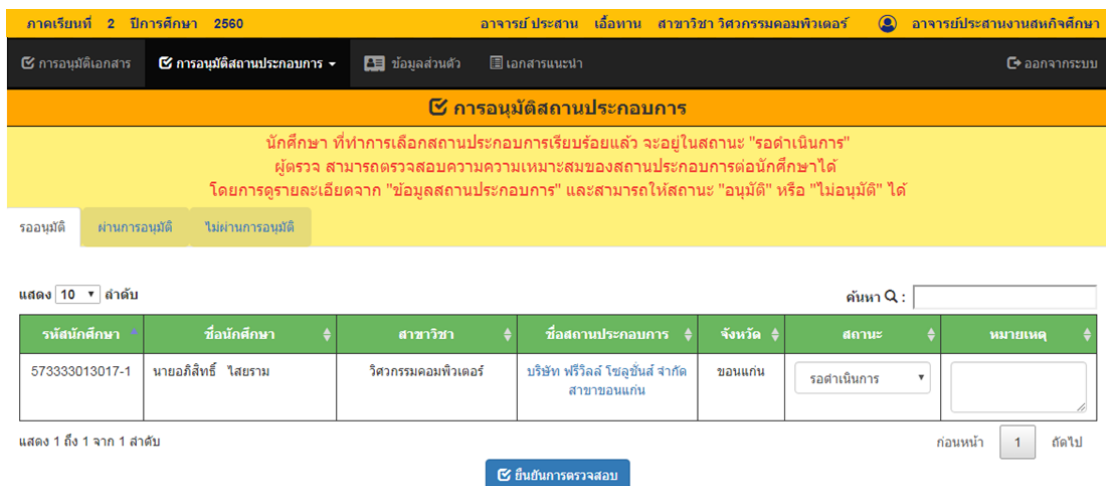 ภาคเรียนที่ 2 ปีการศึกษา 2560 อาจารย์ ประสาน เอื้อทาน สาขาวิชา วิศวกรรมคอมพิวเตอร์ อาจารย์ประสานงานสหกิจศึกษา
การอนุมัติเอกสาร การอนุมัติสถานประกอบการ ข้อมูลส่วนตัว เอกสารแนะนำ ออกจากระบบ
การอนุมัติสถานประกอบการ
นักศึกษา ที่ทำการเลือกสถานประกอบการเรียบร้อยแล้ว จะอยู่ในสถานะ "รอดำเนินการ"
ผู้ตรวจ สามารถตรวจสอบความความเหมาะสมของสถานประกอบการต่อนักศึกษาได้
โดยการดูรายละเอียดจาก "ข้อมูลสถานประกอบการ" และสามารถให้สถานะ "อนุมัติ" หรือ "ไม่อนุมัติ" ได้
รออนุมัติ ผ่านการอนุมัติ ไม่ผ่านการอนุมัติ
แสดง 10 ลำดับ ค้นหา :
รหัสนักศึกษา ชื่อนักศึกษา สาขาวิชา ชื่อสถานประกอบการ จังหวัด สถานะ หมายเหตุ
573333013017-1 นายอภิสิทธิ์ ไสยราม วิศวกรรมคอมพิวเตอร์ บริษัท ฟรีวิลล์ โซลูชั่นส์ จำกัด ขอนแก่น รอดำเนินการ
สาขาขอนแก่น
แสดง 1 ถึง 1 จาก 1 ลำดับ ก่อนหน้า 1 ถัดไป
ยืนยันการตรวจสอบ